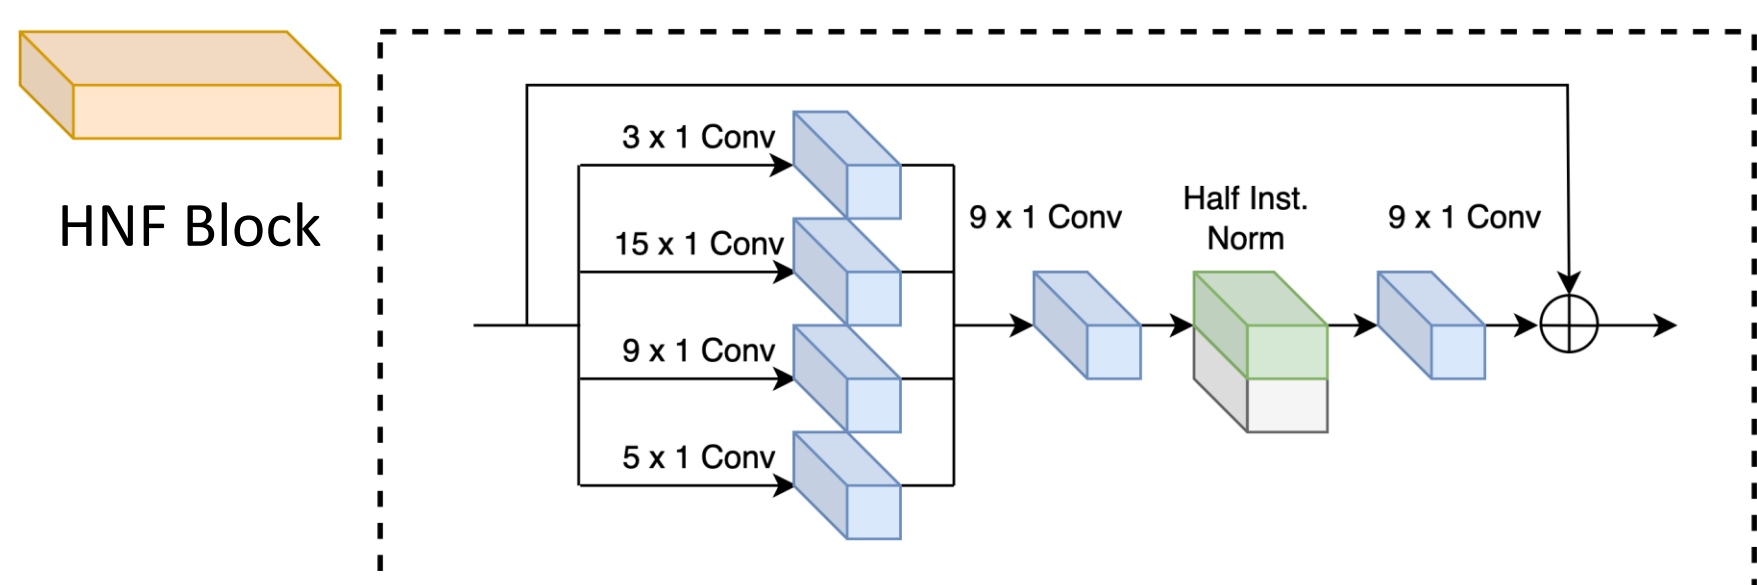 HNF Block
3 x 1 Conv
15 x 1 Conv
9 x 1 Conv
5 x 1 Conv
9 x 1 Conv
Half Inst.
Norm
9 x 1 Conv